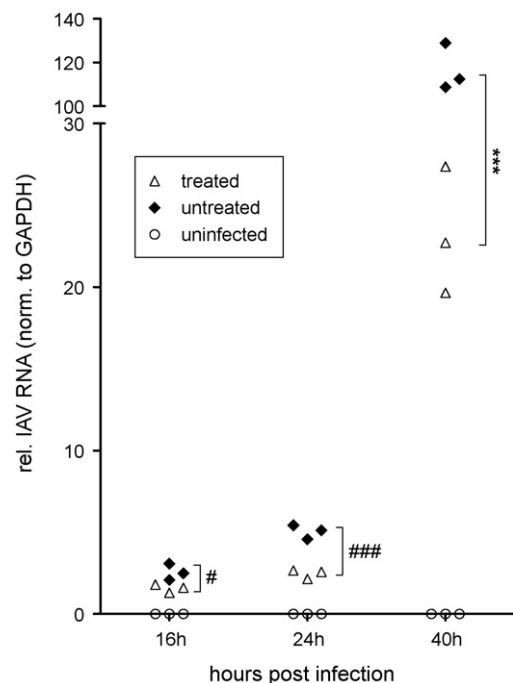 140
120
100
30
20
10
0
rel. IAV RNA (norm. to GAPDH)
treated
untreated
uninfected
***
#
###
16h
24h
40h
hours post infection